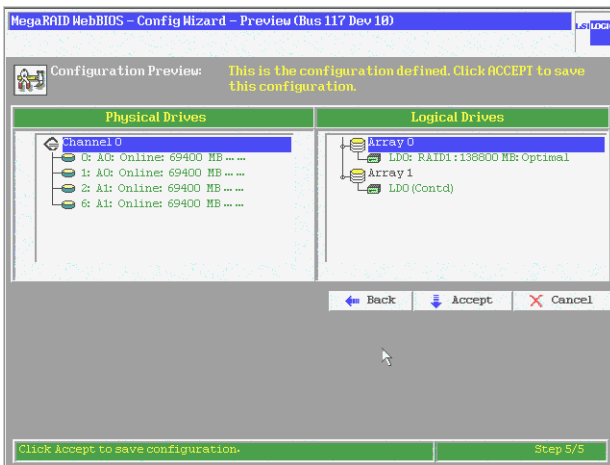 MegaRAID WebBIOS - Config Wizard - Preview (Bus 117 Dev 10)
LSI LOGIC
Configuration Preview:
This is the configuration defined. Click ACCEPT to save
this configuration.
Physical Drives
Channel 0
0: A0: Online: 69400 MB ... ...
1: A0: Online: 69400 MB ... ...
2: A1: Online: 69400 MB ... ...
6: A1: Online: 69400 MB ... ...
Logical Drives
Array 0
LD0: RAID1:138800 MB: Optimal
Array 1
LD0 (Contd)
Back
Accept
Cancel
Click Accept to save configuration.
Step 5/5